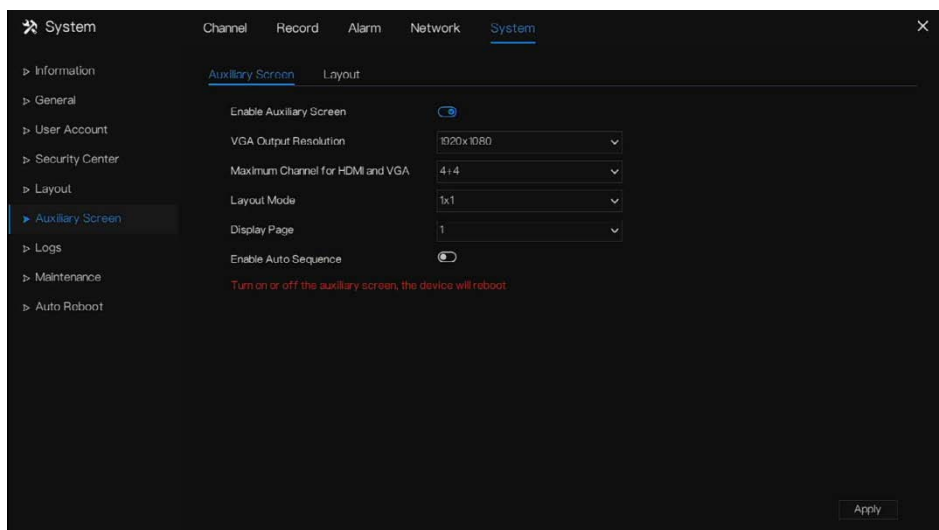 System
Channel Record Alarm Network System
Information
General
User Account
Security Center
Layout
Auxiliary Screen
Logs
Maintenance
Auto Reboot
Auxiliary Screen Layout
Enable Auxiliary Screen
VGA Output Resolution 1920x1080
Maximum Channel for HDMI and VGA 4+4
Layout Mode 1x1
Display Page 1
Enable Auto Sequence
Turn on or off the auxiliary screen, the device will reboot
Apply